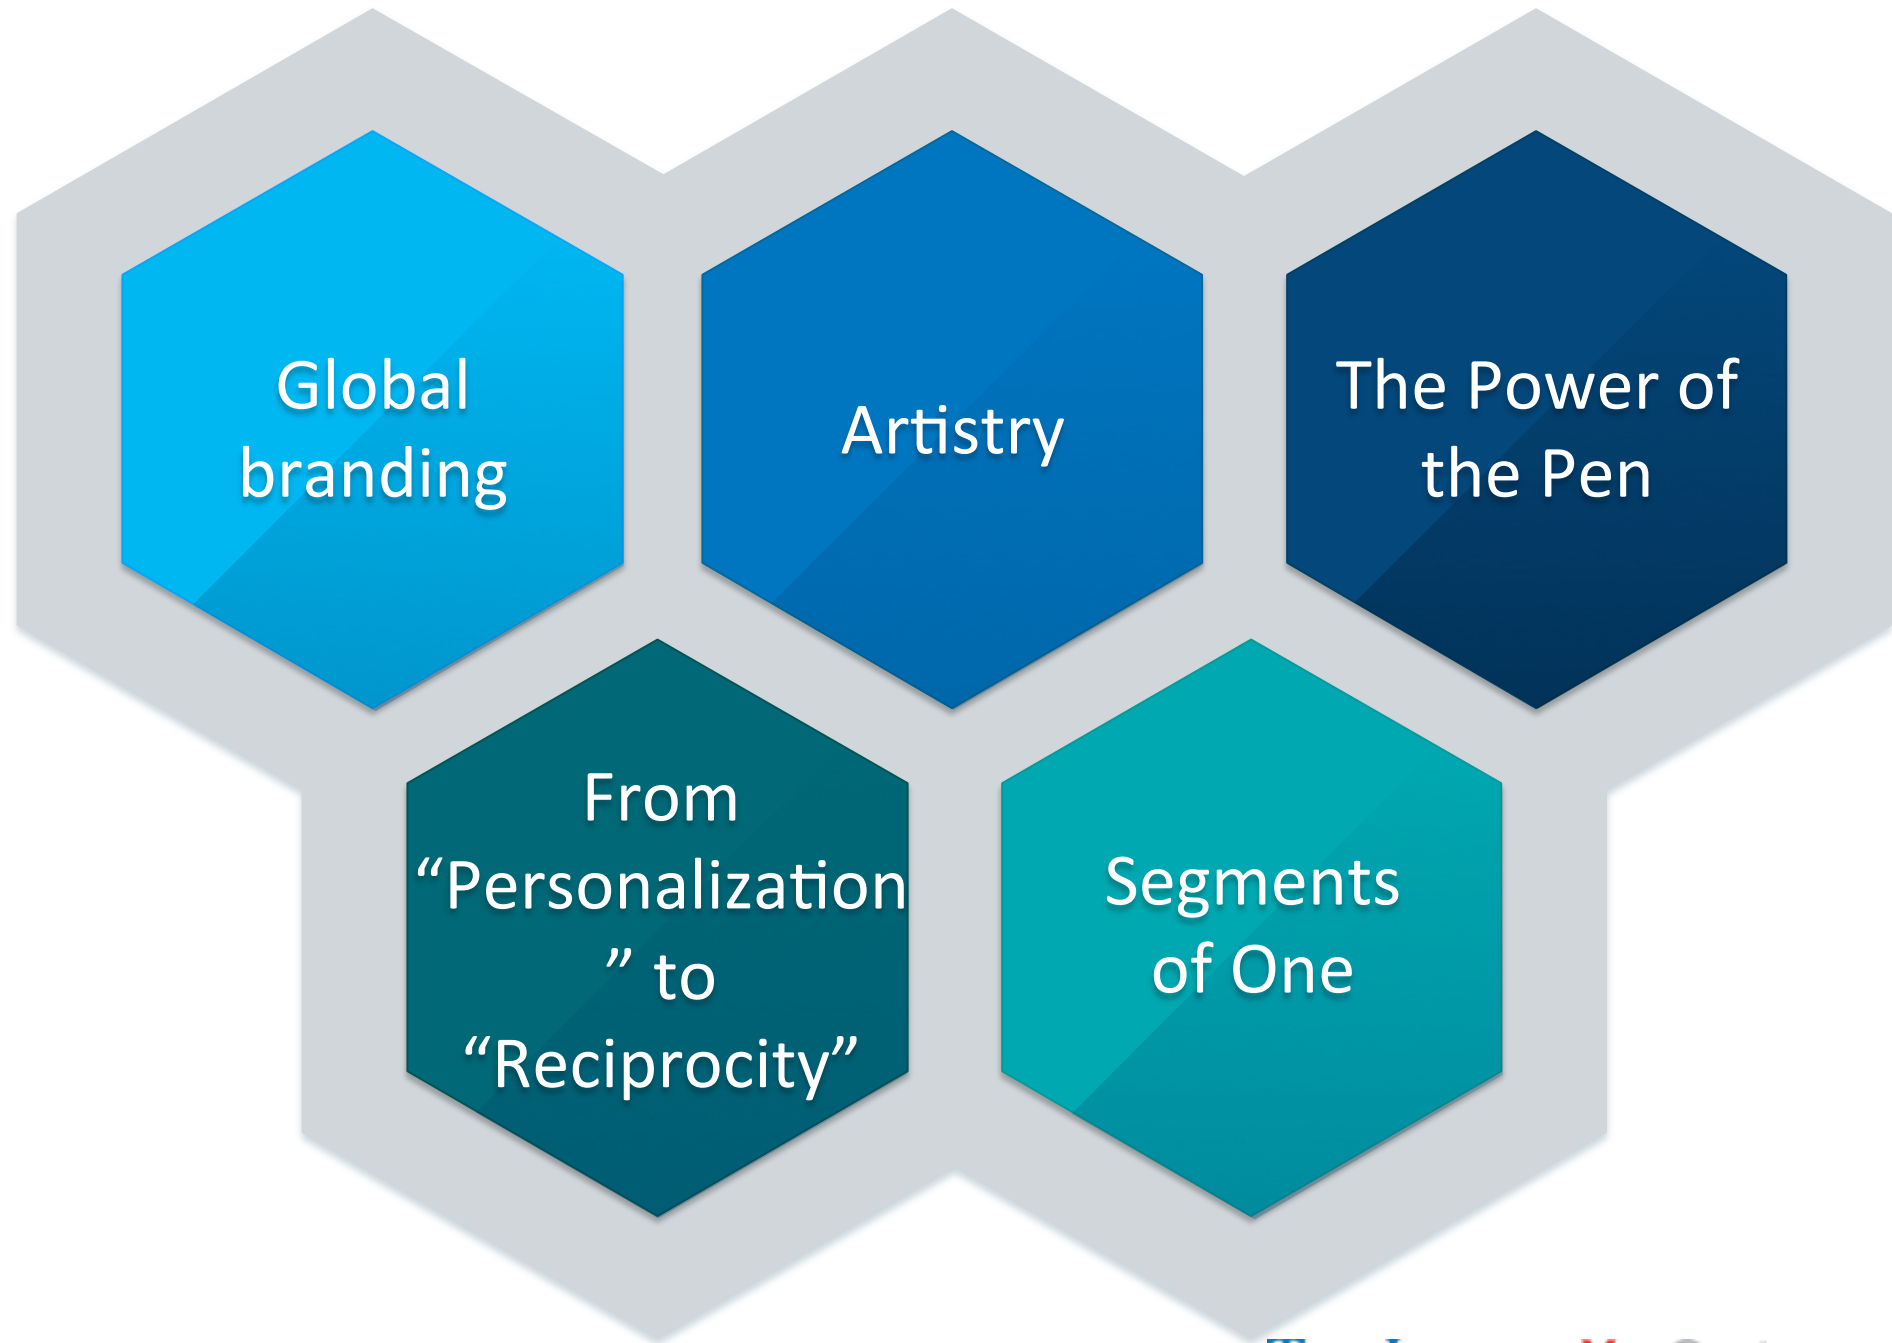 Global
branding
Artistry
The Power of
the Pen
From
“Personalization
” to
“Reciprocity”
Segments
of One